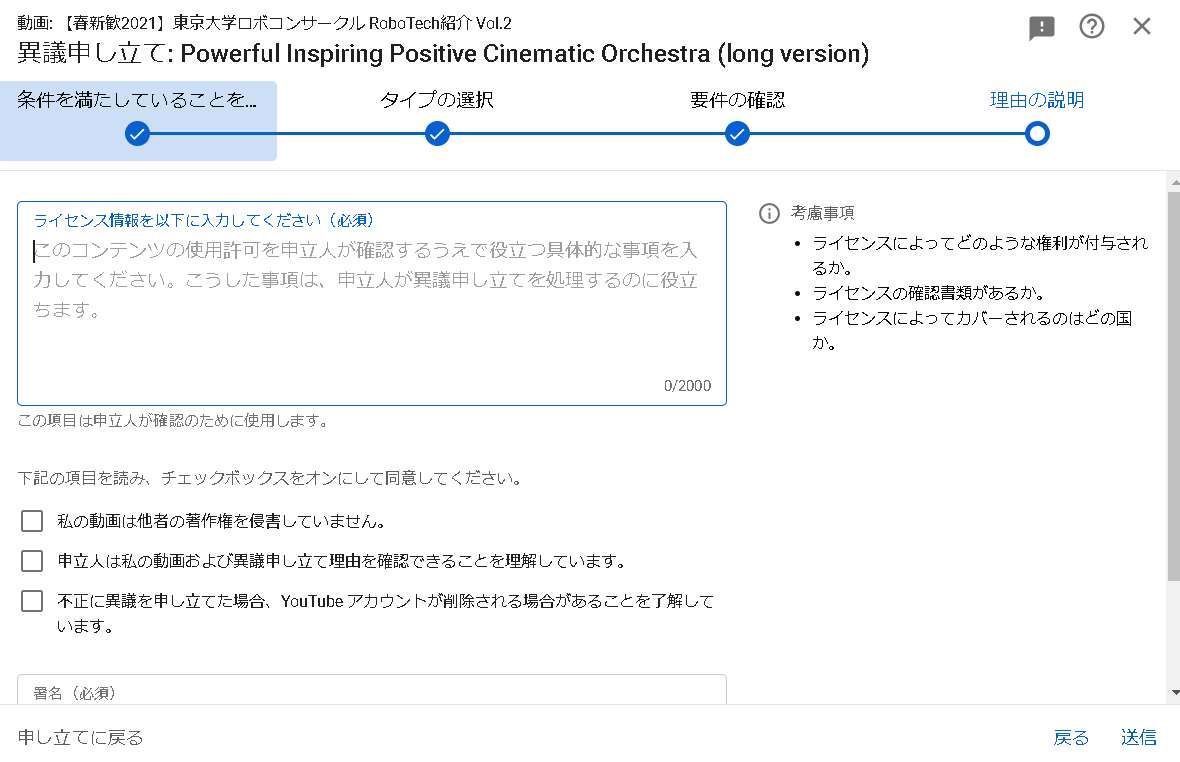 動画: 【春新歓2021】東京大学ロボコンサークル RoboTech紹介 Vol.2
異議申し立て: Powerful Inspiring Positive Cinematic Orchestra (long version)
条件を満たしていることを...
タイプの選択
要件の確認
理由の説明
ライセンス情報を以下に入力してください（必須）
このコンテンツの使用許可を申立人が確認するうえで役立つ具体的な事項を入
力してください。こうした事項は、申立人が異議申し立てを処理するのに役立
ちます。
0/2000
この項目は申立人が確認のために使用します。
考慮事項
• ライセンスによってどのような権利が付与され
るか。
• ライセンスの確認書類があるか。
• ライセンスによってカバーされるのはどの国
か。
下記の項目を読み、チェックボックスをオンにして同意してください。
私の動画は他者の著作権を侵害していません。
申立人は私の動画および異議申し立て理由を確認できることを理解しています。
不正に異議を申し立てた場合、YouTube アカウントが削除される場合があることを了解して
います。
署名（必須）
申し立てに戻る
戻る
送信